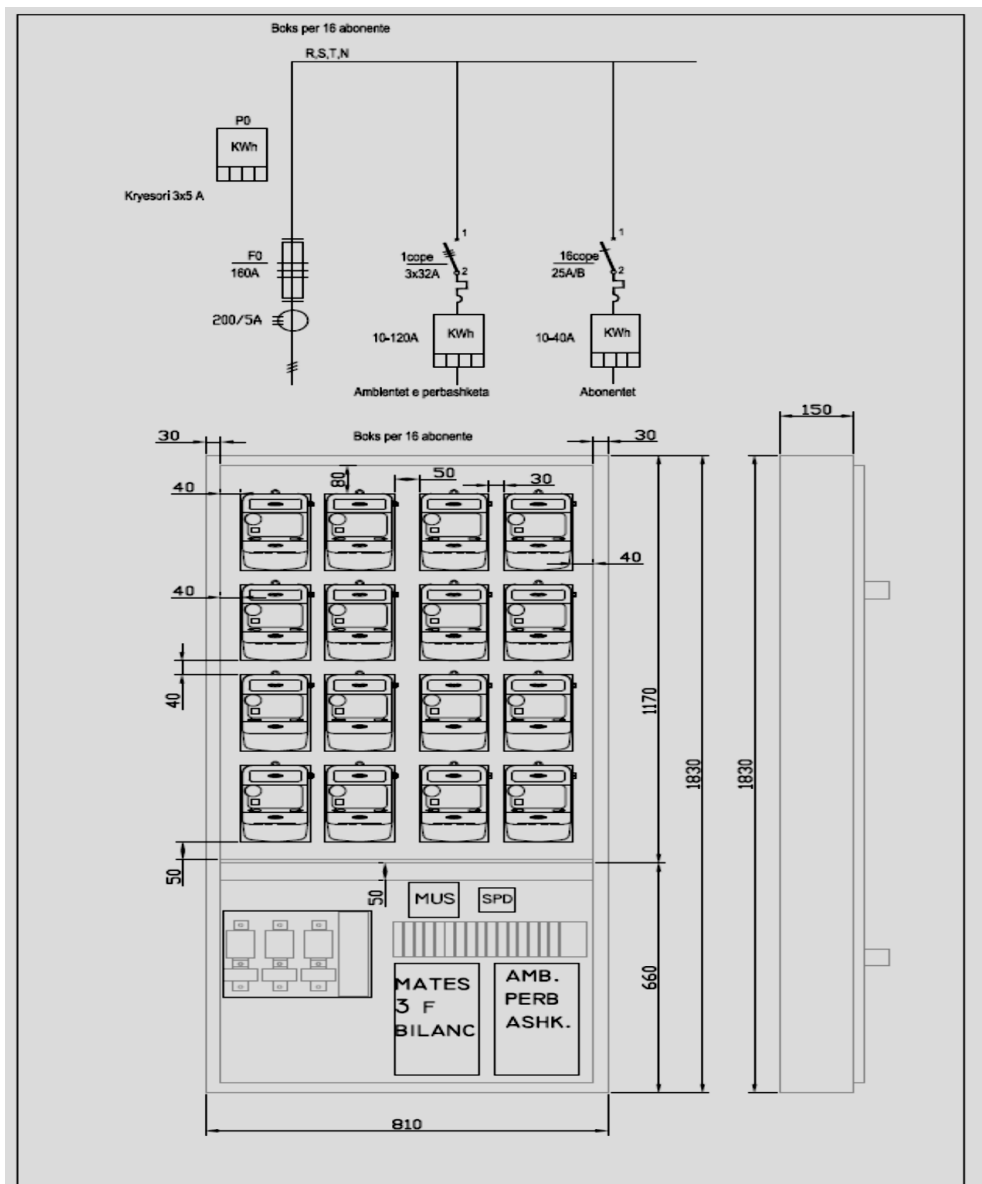 Boks per 16 abonente
R,S,T,N
P0
KWh
Kryesori 3x5 A
F0
160A
200/5A
1cope
3x32A
1
2
10-120A
KWh
Ambientet e perbashketa
16cope
25A/B
1
2
10-40A
KWh
Abonentet
Boks per 16 abonente
30
30
150
80
50
30
40
40
40
40
1170
1830
1830
50
50
MUS
SPD
MATES
3 F
BILANC
AMB.
PERB
ASHK.
660
810